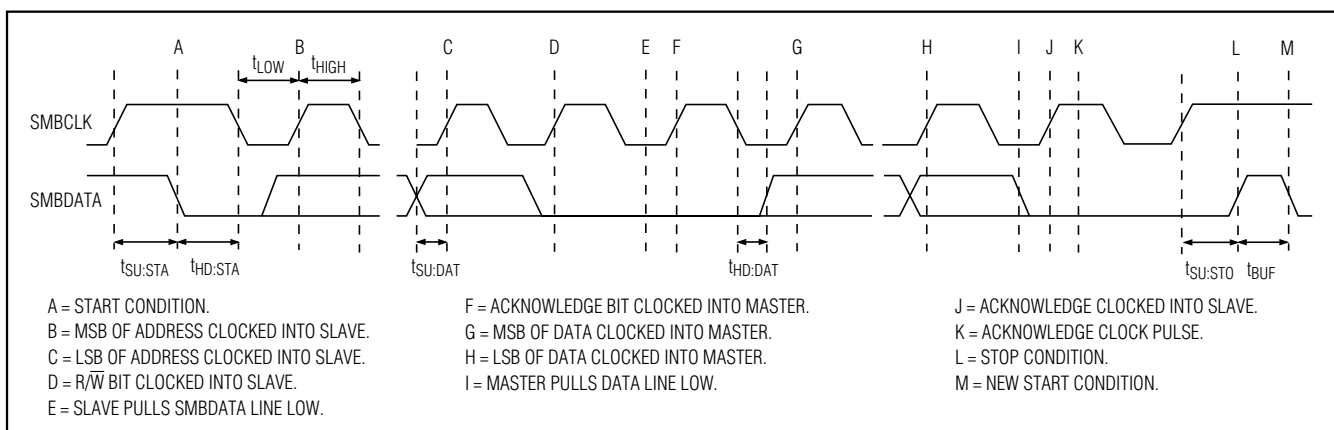 A B C D E F G H I J K L M
tLOW tHIGH
SMBCLK
SMBDATA
tSU:STA tHD:STA tSU:DAT tHD:DAT tSU:STO tBUF
A = START CONDITION.
B = MSB OF ADDRESS CLOCKED INTO SLAVE.
C = LSB OF ADDRESS CLOCKED INTO SLAVE.
D = R/W̅ BIT CLOCKED INTO SLAVE.
E = SLAVE PULLS SMBDATA LINE LOW.
F = ACKNOWLEDGE BIT CLOCKED INTO MASTER.
G = MSB OF DATA CLOCKED INTO MASTER.
H = LSB OF DATA CLOCKED INTO MASTER.
I = MASTER PULLS DATA LINE LOW.
J = ACKNOWLEDGE CLOCKED INTO SLAVE.
K = ACKNOWLEDGE CLOCK PULSE.
L = STOP CONDITION.
M = NEW START CONDITION.